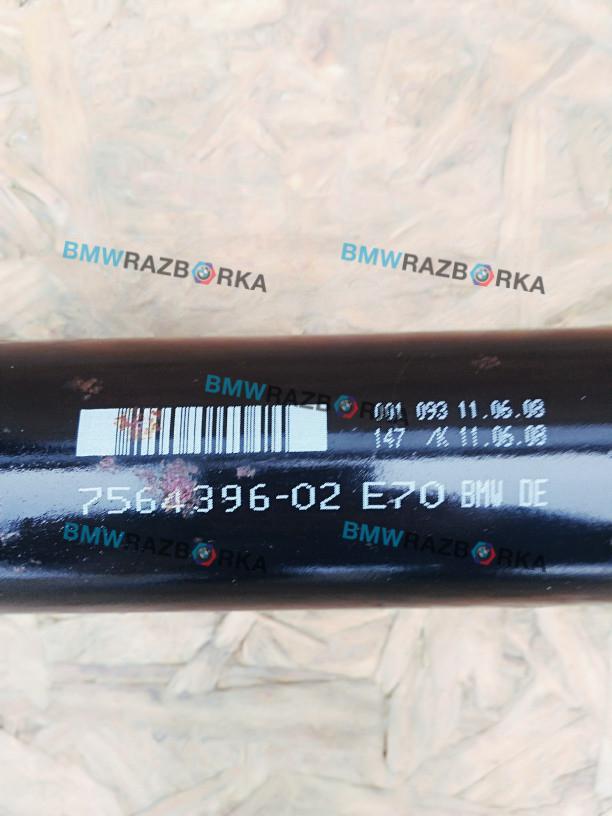 BMWRAZBORKA
BMWRAZBORKA
BMWRAZBORKA
001 093 11.06.08
147 /K 11.06.08
7564396-02 E70 BMW DE
BMWRAZBORKA
BMWRAZBORKA